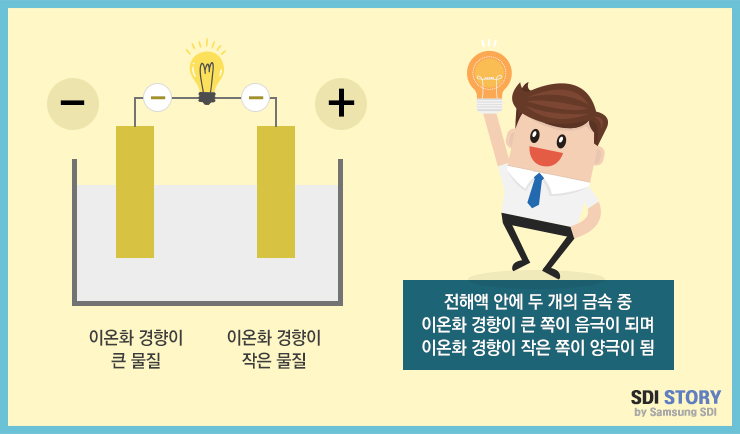 −
+
−
−
이온화 경향이
큰 물질
이온화 경향이
작은 물질
전해액 안에 두 개의 금속 중
이온화 경향이 큰 쪽이 음극이 되며
이온화 경향이 작은 쪽이 양극이 됨
SDI STORY
by Samsung SDI